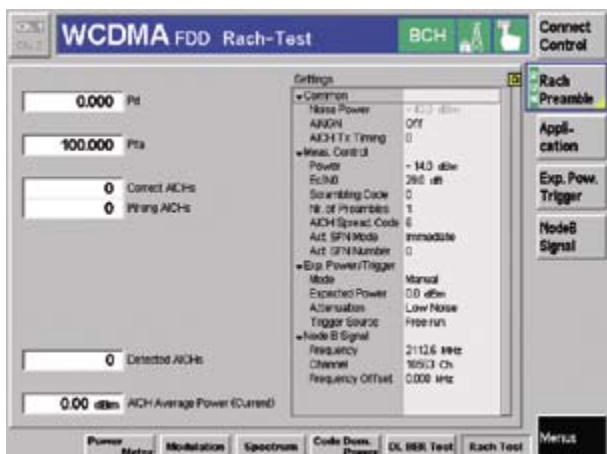 WCDMA FDD Rach-Test
BCH
Connect Control
Settings
Rach Preamble
0.000 Pd
Common
Noise Power
AWGN Off
100.000 Pfa
AICH Tx Timing 0
Appli-cation
Meas. Control
Power - 14.0 dBm
Ec/N0 20.0 dB
0 Correct AICHs
Scrambling Code 0
Exp. Pow. Trigger
0 Wrong AICHs
Nr. of Preambles 1
AICH Spread. Code 6
Act. SFN Mode Immediate
NodeB Signal
Act. SFN Number 0
Exp. Power/Trigger
Mode Manual
Expected Power 0.0 dBm
Attenuation Low Noise
Trigger Source Free run
Node B Signal
0 Detected AICHs
Frequency 2112.6 MHz
Channel 10563 Ch
Frequency Offset 0.000 kHz
0.00 dBm AICH Average Power (Current)
Power Meter
Modulation
Spectrum
Code Dom. Power
DL BER Test
Rach Test
Menus